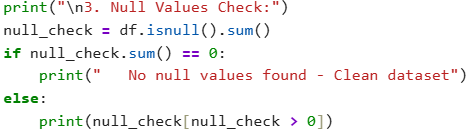 print("\n3. Null Values Check:")
null_check = df.isnull().sum()
if null_check.sum() == 0:
    print("   No null values found - Clean dataset")
else:
    print(null_check[null_check > 0])